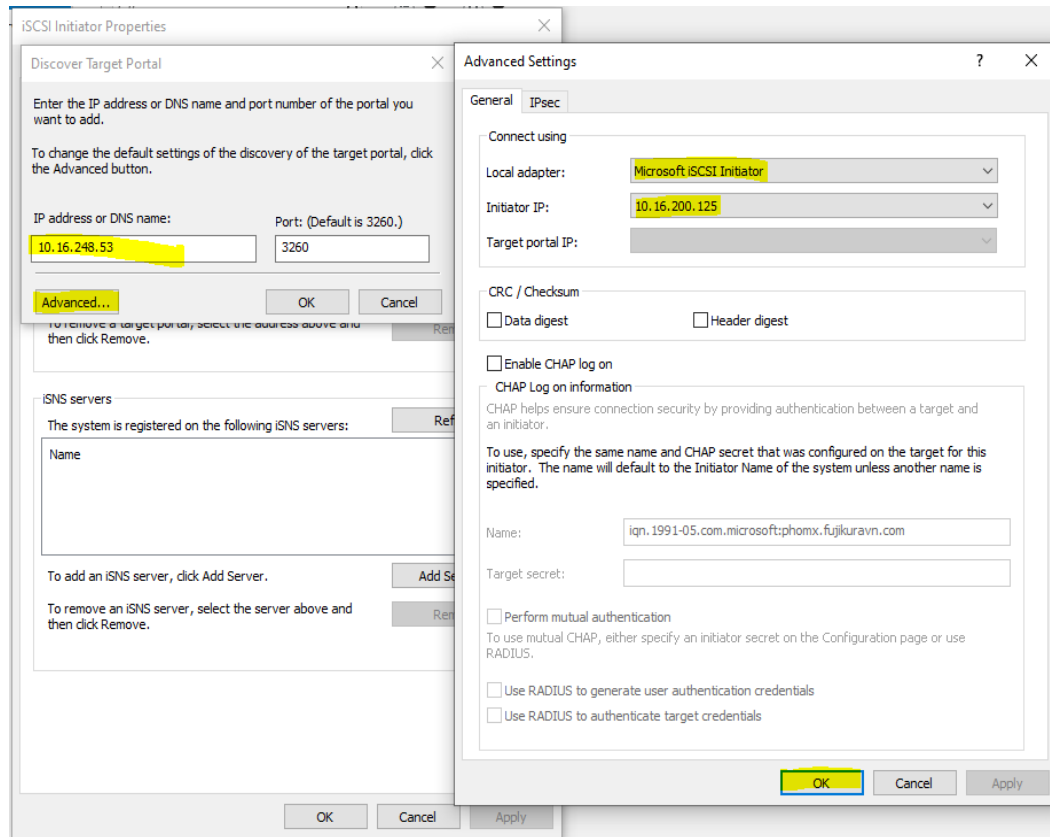 iSCSI Initiator Properties
Discover Target Portal
Enter the IP address or DNS name and port number of the portal you
want to add.
To change the default settings of the discovery of the target portal, click
the Advanced button.
IP address or DNS name:
Port: (Default is 3260.)
10.16.248.53
3260
Advanced...
OK
Cancel
To remove a target portal, select the address above and
then click Remove.
Rem
iSNS servers
The system is registered on the following iSNS servers:
Ref
Name
To add an iSNS server, click Add Server.
Add Se
To remove an iSNS server, select the server above and
then click Remove.
Rem
OK
Cancel
Apply
Advanced Settings
?
General
IPsec
Connect using
Local adapter:
Microsoft iSCSI Initiator
Initiator IP:
10.16.200.125
Target portal IP:
CRC / Checksum
Data digest
Header digest
Enable CHAP log on
CHAP Log on information
CHAP helps ensure connection security by providing authentication between a target and
an initiator.
To use, specify the same name and CHAP secret that was configured on the target for this
initiator. The name will default to the Initiator Name of the system unless another name is
specified.
Name:
iqn.1991-05.com.microsoft:phomx.fujikuravn.com
Target secret:
Perform mutual authentication
To use mutual CHAP, either specify an initiator secret on the Configuration page or use
RADIUS.
Use RADIUS to generate user authentication credentials
Use RADIUS to authenticate target credentials
OK
Cancel
Apply